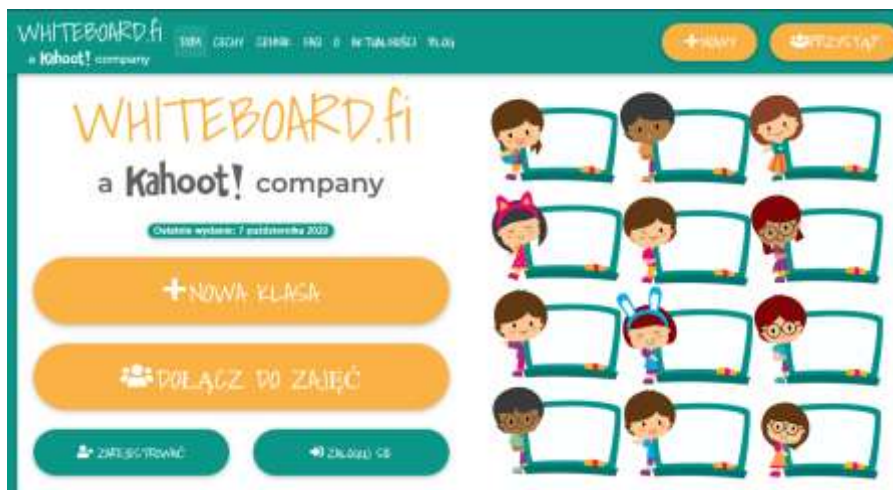 WHITEBOARD.fi
a Kahoot! company
DOM CECHY CENNIK FAQ O AKTUALNOŚCI BLOG
+NOWY
PRZYSTĄP
WHITEBOARD.fi
a Kahoot! company
Ostatnie wydanie: 7 października 2022
+NOWA KLASA
DOŁĄCZ DO ZAJĘĆ
ZAREJESTROWAĆ
ZALOGUJ SIĘ